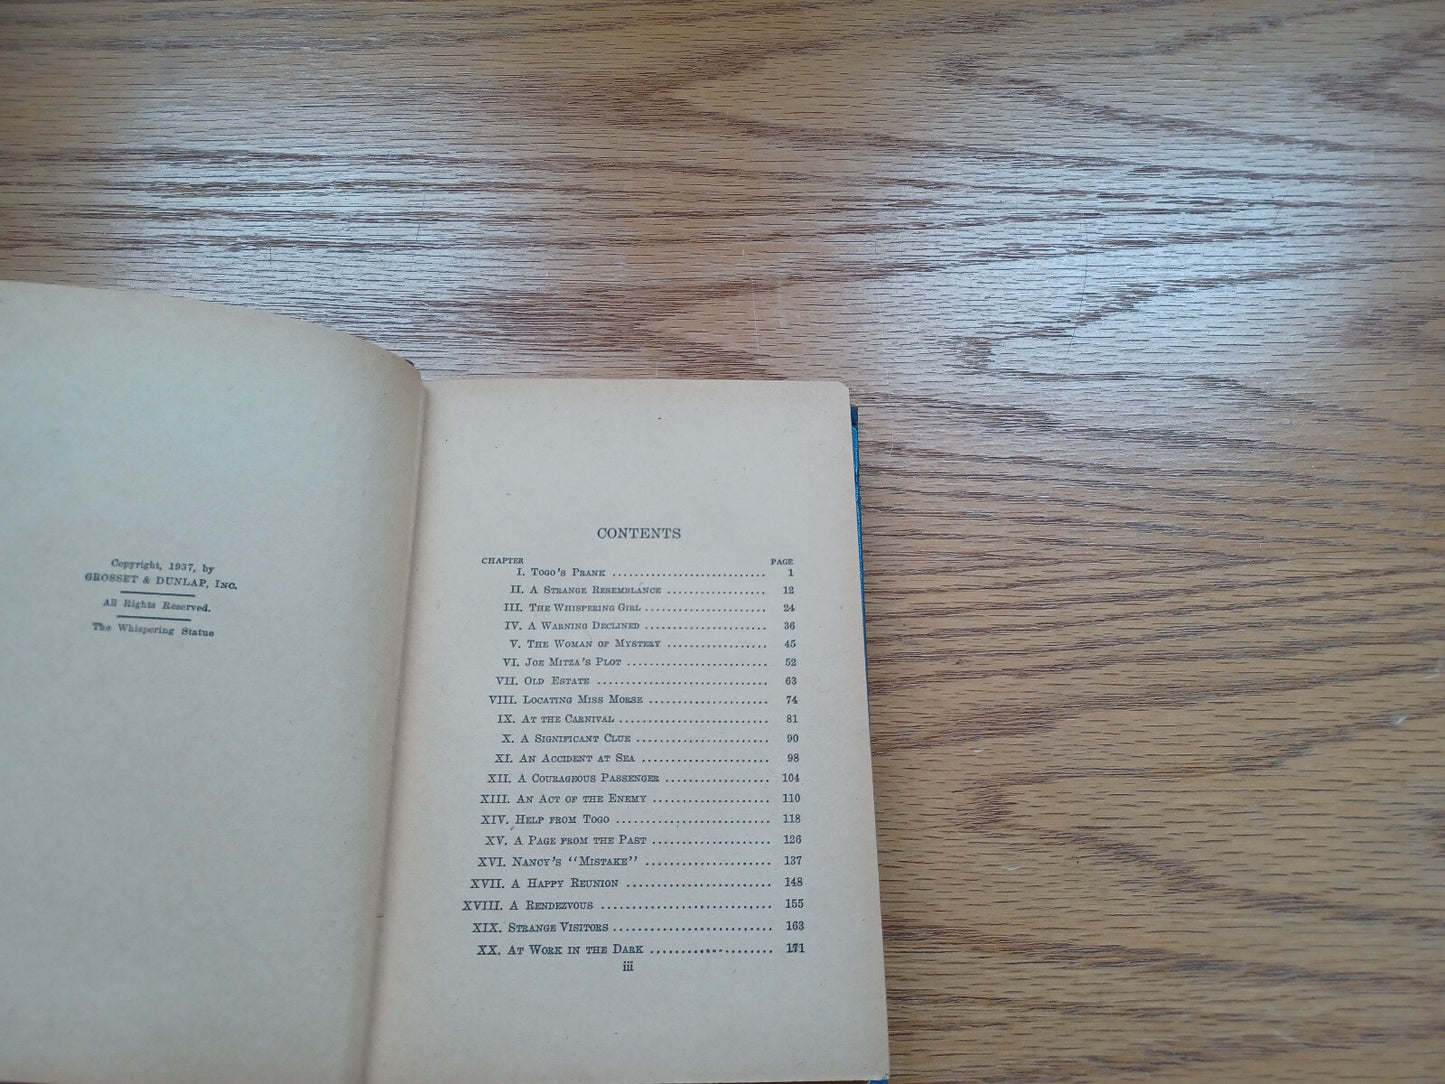 Copyright, 1937, by
GROSSET & DUNLAP, INC.
All Rights Reserved.
The Whispering Statue
CONTENTS
CHAPTER PAGE
I. TOGO'S PRANK ........................... 1
II. A STRANGE RESEMBLANCE ................. 12
III. THE WHISPERING GIRL ..................... 24
IV. A WARNING DECLINED ..................... 36
V. THE WOMAN OF MYSTERY .................. 45
VI. JOE MITZA'S PLOT ........................ 52
VII. OLD ESTATE ............................. 63
VIII. LOCATING MISS MORSE ..................... 74
IX. AT THE CARNIVAL .......................... 81
X. A SIGNIFICANT CLUE ....................... 90
XI. AN ACCIDENT AT SEA ...................... 98
XII. A COURAGEOUS PASSENGER .................. 104
XIII. AN ACT OF THE ENEMY .................... 110
XIV. HELP FROM TOGO .......................... 118
XV. A PAGE FROM THE PAST .................... 126
XVI. NANCY'S "MISTAKE" ...................... 137
XVII. A HAPPY REUNION ........................ 148
XVIII. A RENDEZVOUS ............................ 155
XIX. STRANGE VISITORS .......................... 163
XX. AT WORK IN THE DARK ..................... 171
iii